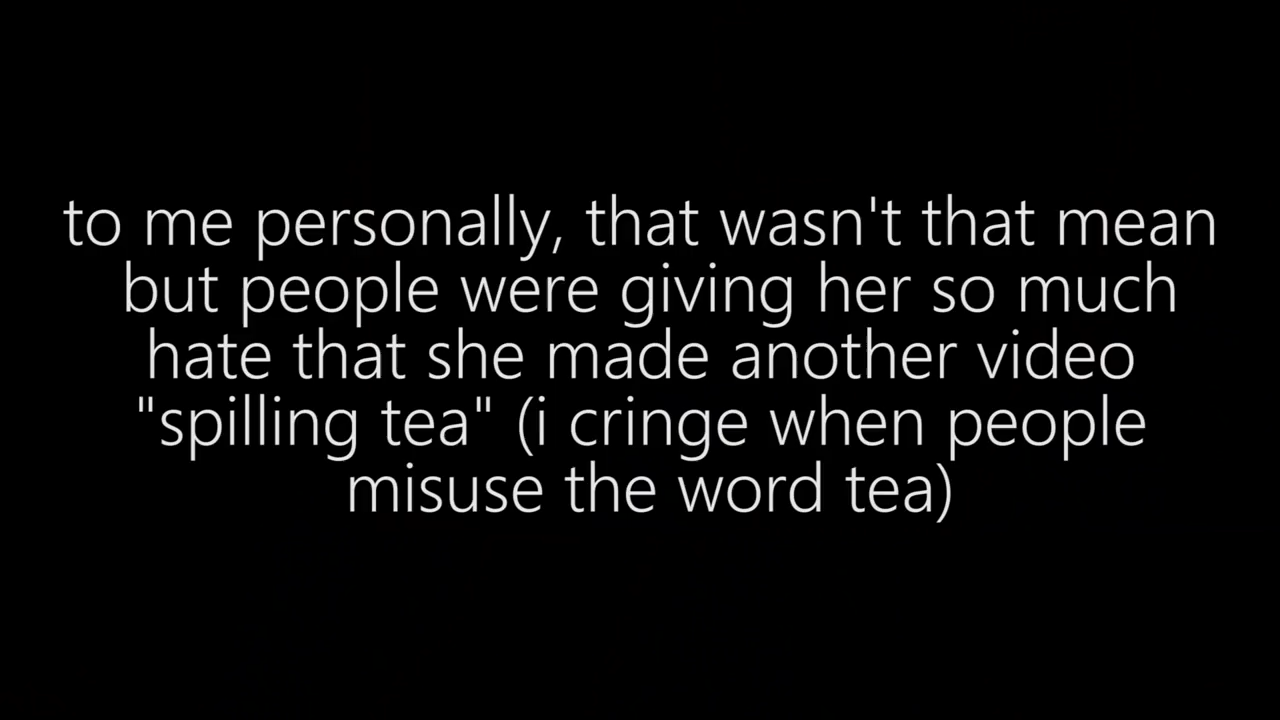 to me personally, that wasn't that mean
but people were giving her so much
hate that she made another video
"spilling tea" (i cringe when people
misuse the word tea)